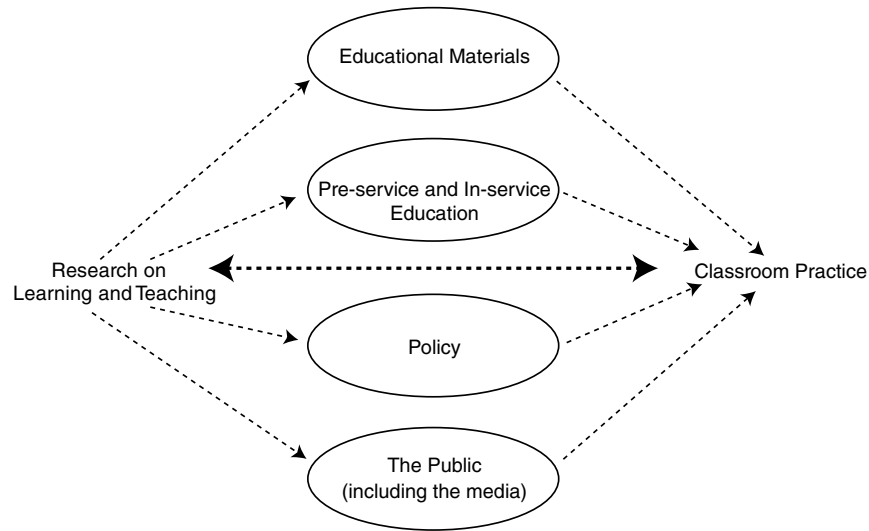 Educational Materials
Pre-service and In-service
Education
Research on
Learning and Teaching
Classroom Practice
Policy
The Public
(including the media)